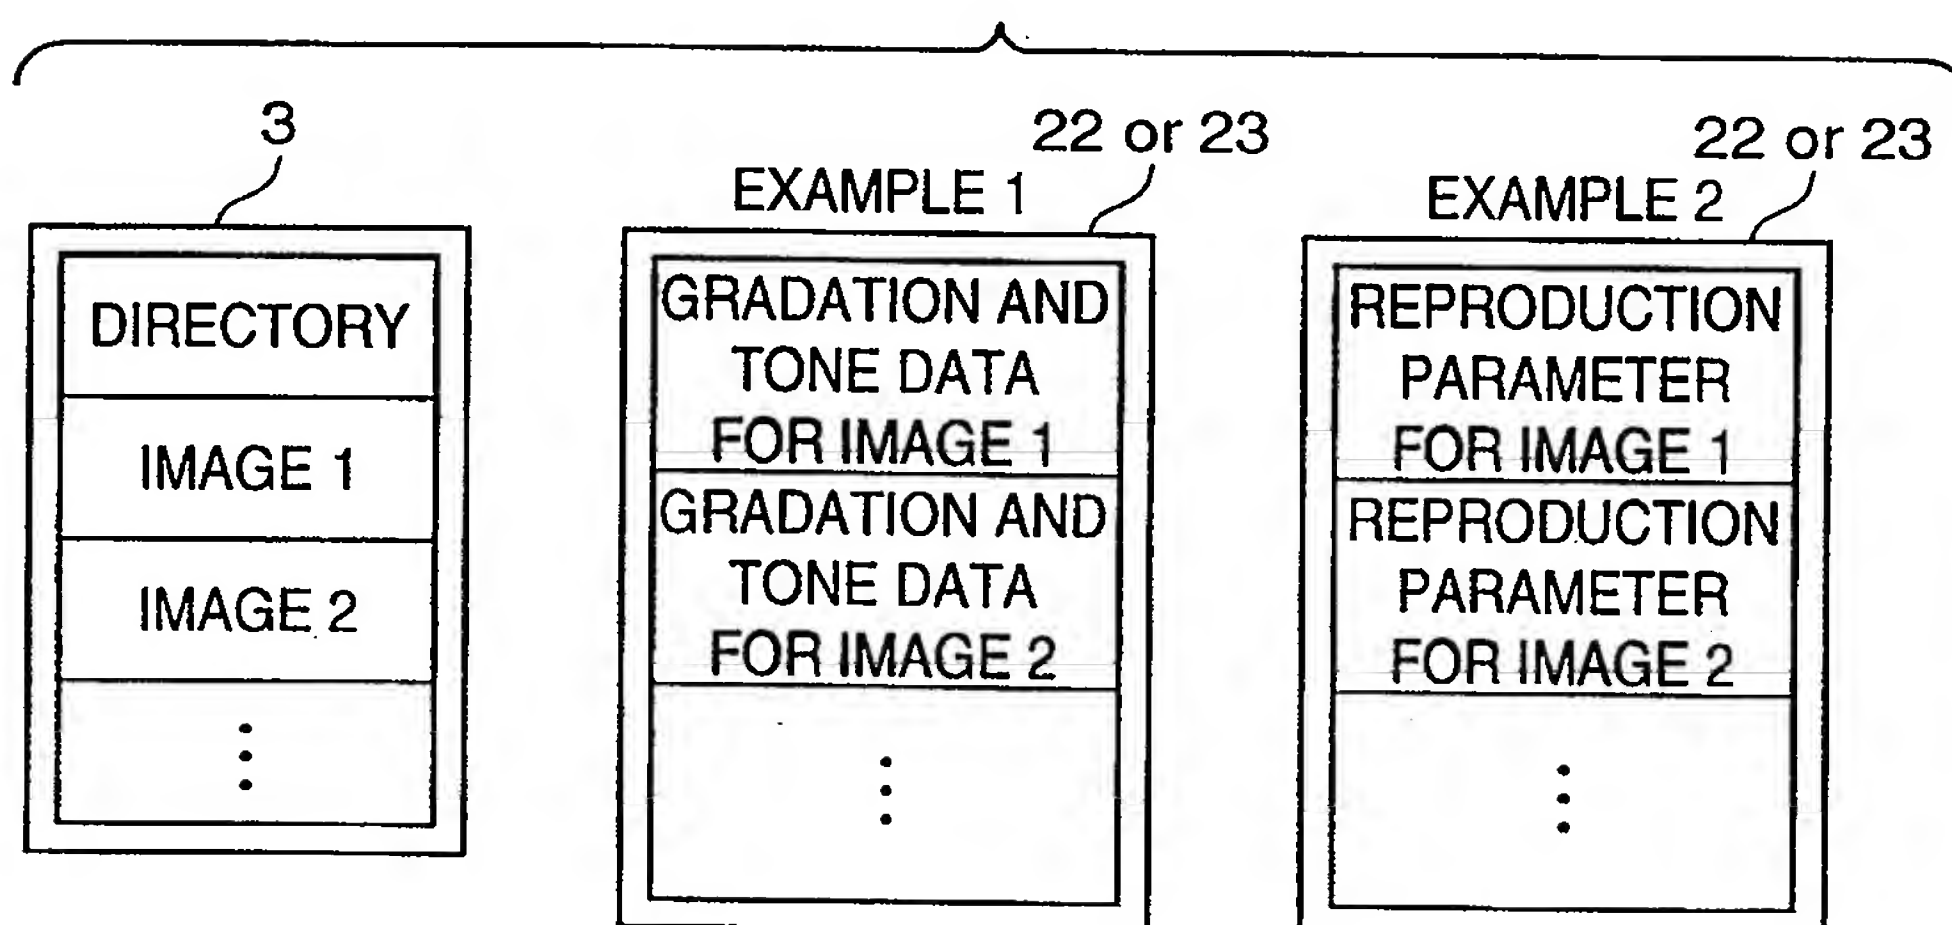 3
DIRECTORY
IMAGE 1
IMAGE 2
22 or 23
EXAMPLE 1
GRADATION AND
TONE DATA
FOR IMAGE 1
GRADATION AND
TONE DATA
FOR IMAGE 2
22 or 23
EXAMPLE 2
REPRODUCTION
PARAMETER
FOR IMAGE 1
REPRODUCTION
PARAMETER
FOR IMAGE 2